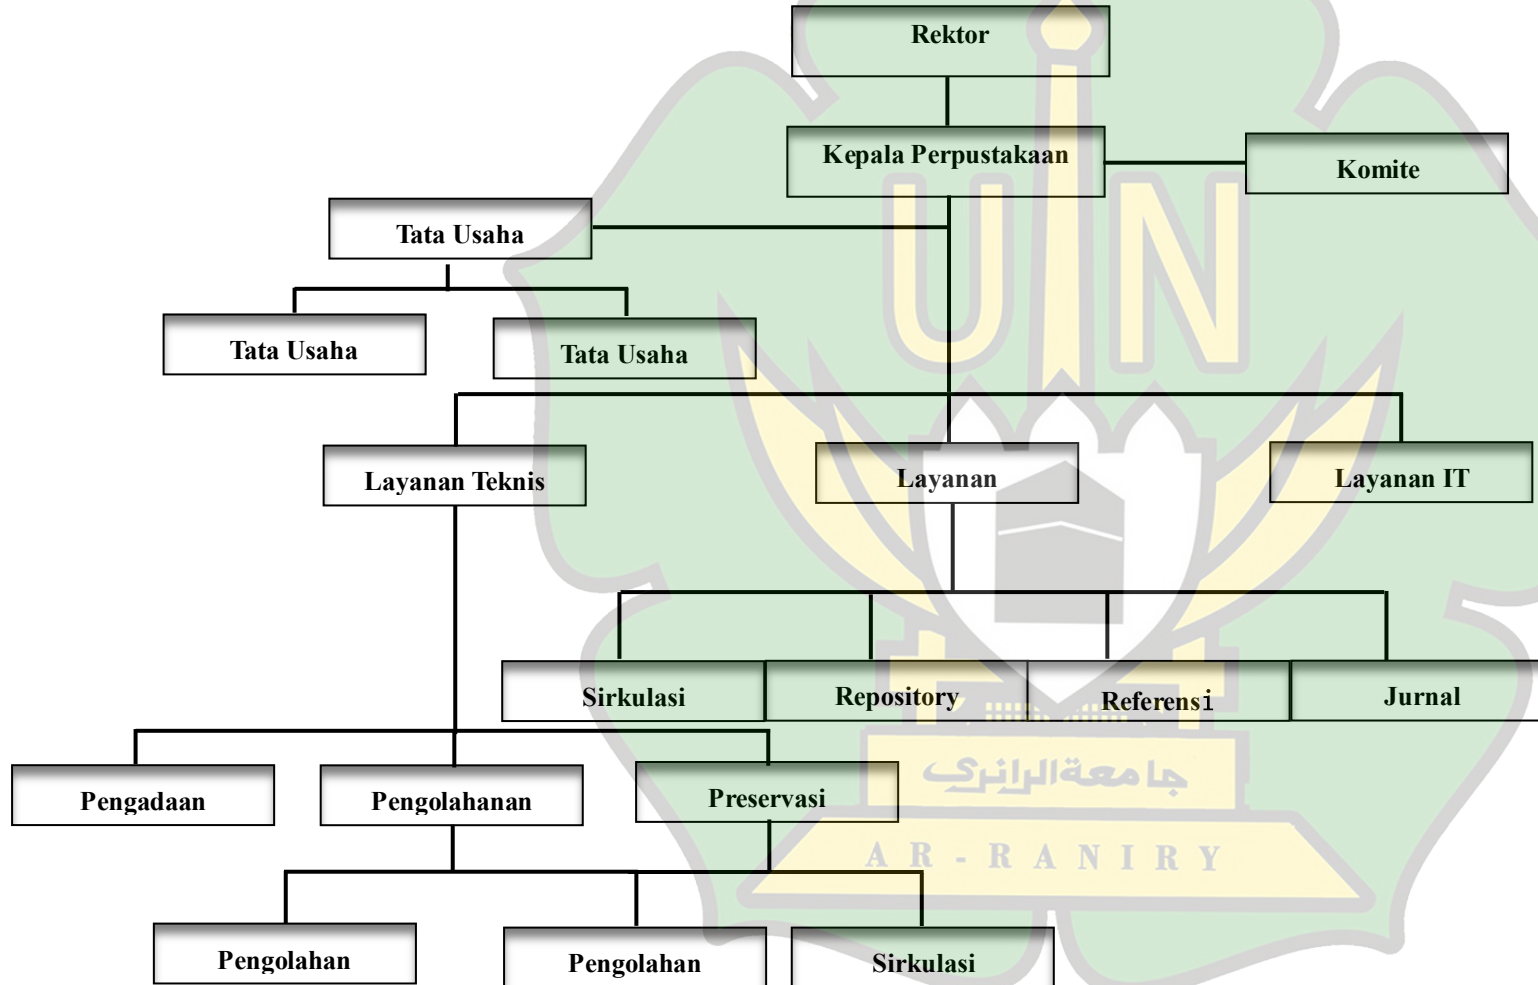 Rektor
Kepala Perpustakaan
Komite
Tata Usaha
Tata Usaha
Tata Usaha
Layanan Teknis
Layanan
Layanan IT
Sirkulasi
Repository
Referensi
Jurnal
Pengadaan
Pengolahanan
Preservasi
Pengolahan
Pengolahan
Sirkulasi
UIN
جامعة الرانري
AR-RANIRY